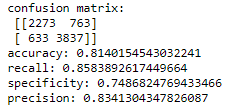 confusion matrix:
[[2273 763]
[ 633 3837]]
accuracy: 0.8140154543032241
recall: 0.8583892617449664
specificity: 0.7486824769433466
precision: 0.8341304347826087